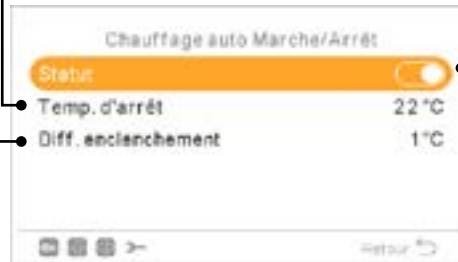 Chauffage auto Marche/Arrêt
Statut
Temp. d'arrêt 22°C
Diff. enclenchement 1°C
Retour